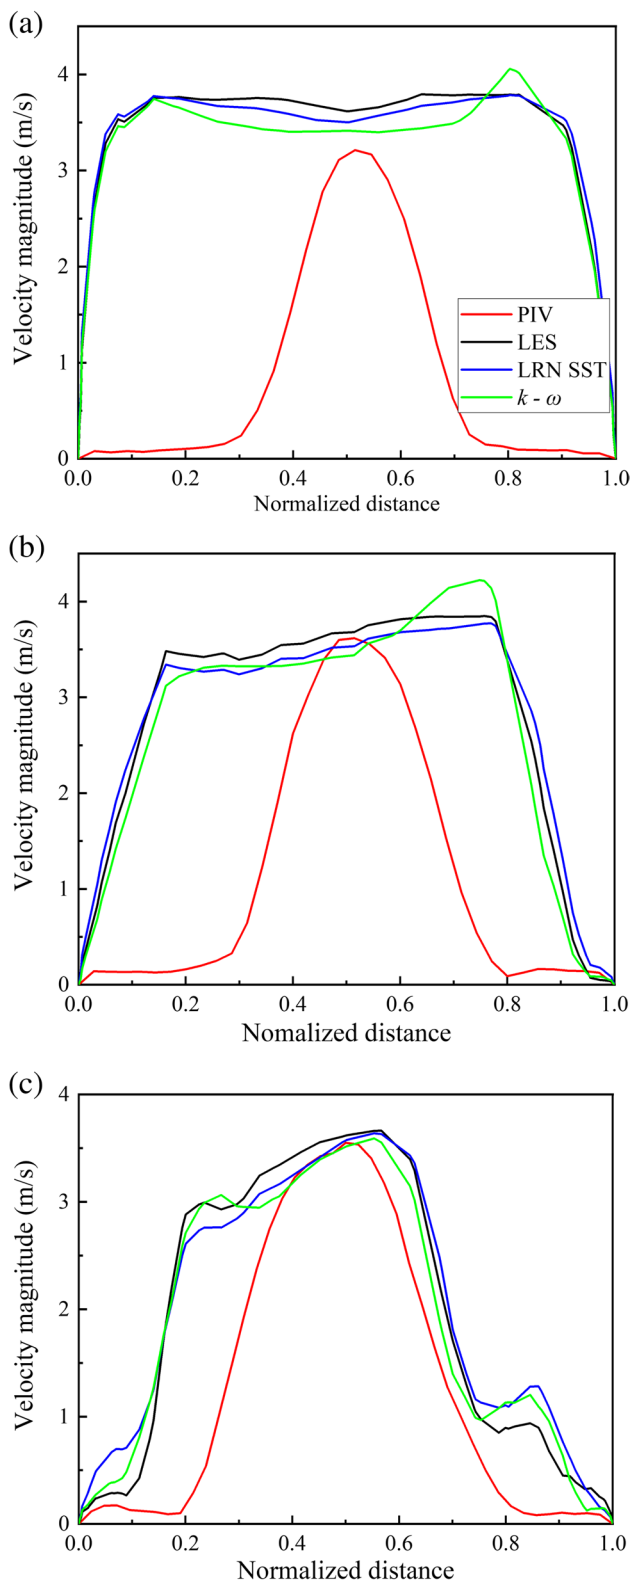 (a)
Velocity magnitude (m/s)
4
3
2
1
0
PIV
LES
LRN SST
k - ω
0.0 0.2 0.4 0.6 0.8 1.0
Normalized distance
(b)
Velocity magnitude (m/s)
4
3
2
1
0
0.0 0.2 0.4 0.6 0.8 1.0
Nomalized distance
(c)
Velocity magnitude (m/s)
4
3
2
1
0
0.0 0.2 0.4 0.6 0.8 1.0
Normalized distance